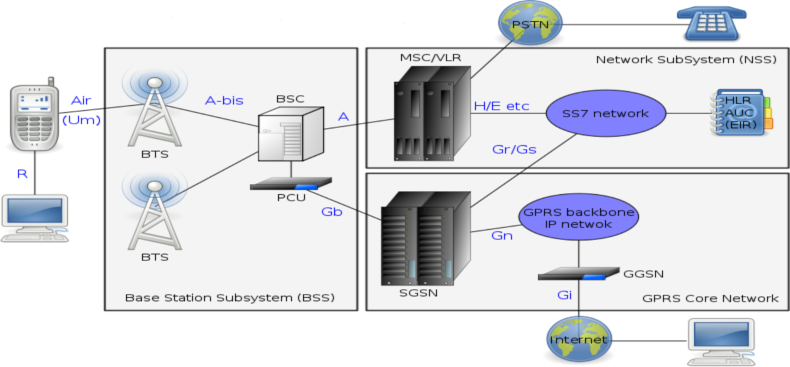 PSTN
MSC/VLR
Network SubSystem (NSS)
Air
(Um)
A-bis
BSC
A
H/E etc
SS7 network
HLR
AUC
(EiR)
BTS
Gr/Gs
R
PCU
Gb
GPRS backbone
IP netwok
Gn
BTS
SGSN
GGSN
Gi
Base Station Subsystem (BSS)
GPRS Core Network
Internet